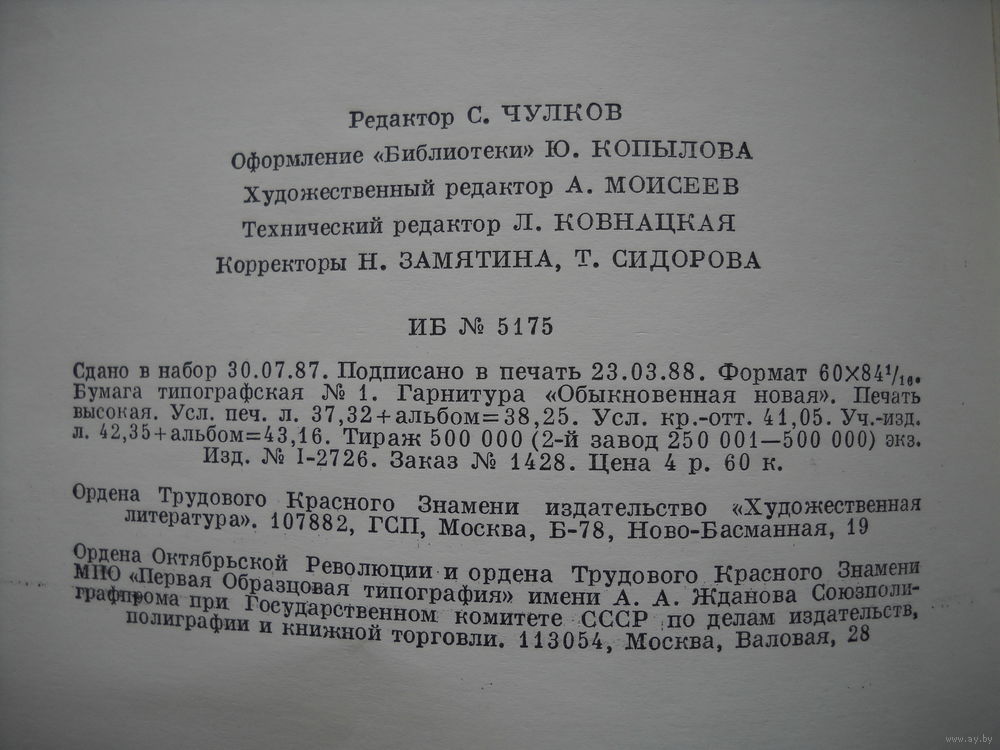 Редактор С. ЧУЛКОВ
Оформление «Библиотеки» Ю. КОПЫЛОВА
Художественный редактор А. МОИСЕЕВ
Технический редактор Л. КОВНАЦКАЯ
Корректоры Н. ЗАМЯТИНА, Т. СИДОРОВА
ИБ № 5175
Сдано в набор 30.07.87. Подписано в печать 23.03.88. Формат 60×84¹/₁₆.
Бумага типографская № 1. Гарнитура «Обыкновенная новая». Печать
высокая. Усл. печ. л. 37,32+альбом=38,25. Усл. кр.-отт. 41,05. Уч.-изд.
л. 42,35+альбом=43,16. Тираж 500 000 (2-й завод 250 001—500 000) экз.
Изд. № I-2726. Заказ № 1428. Цена 4 р. 60 к.
Ордена Трудового Красного Знамени издательство «Художественная
литература». 107882, ГСП, Москва, Б-78, Ново-Басманная, 19
Ордена Октябрьской Революции и ордена Трудового Красного Знамени
МПО «Первая Образцовая типография» имени А. А. Жданова Союзполи-
графпрома при Государственном комитете СССР по делам издательств,
полиграфии и книжной торговли. 113054, Москва, Валовая, 28
www.ay.by